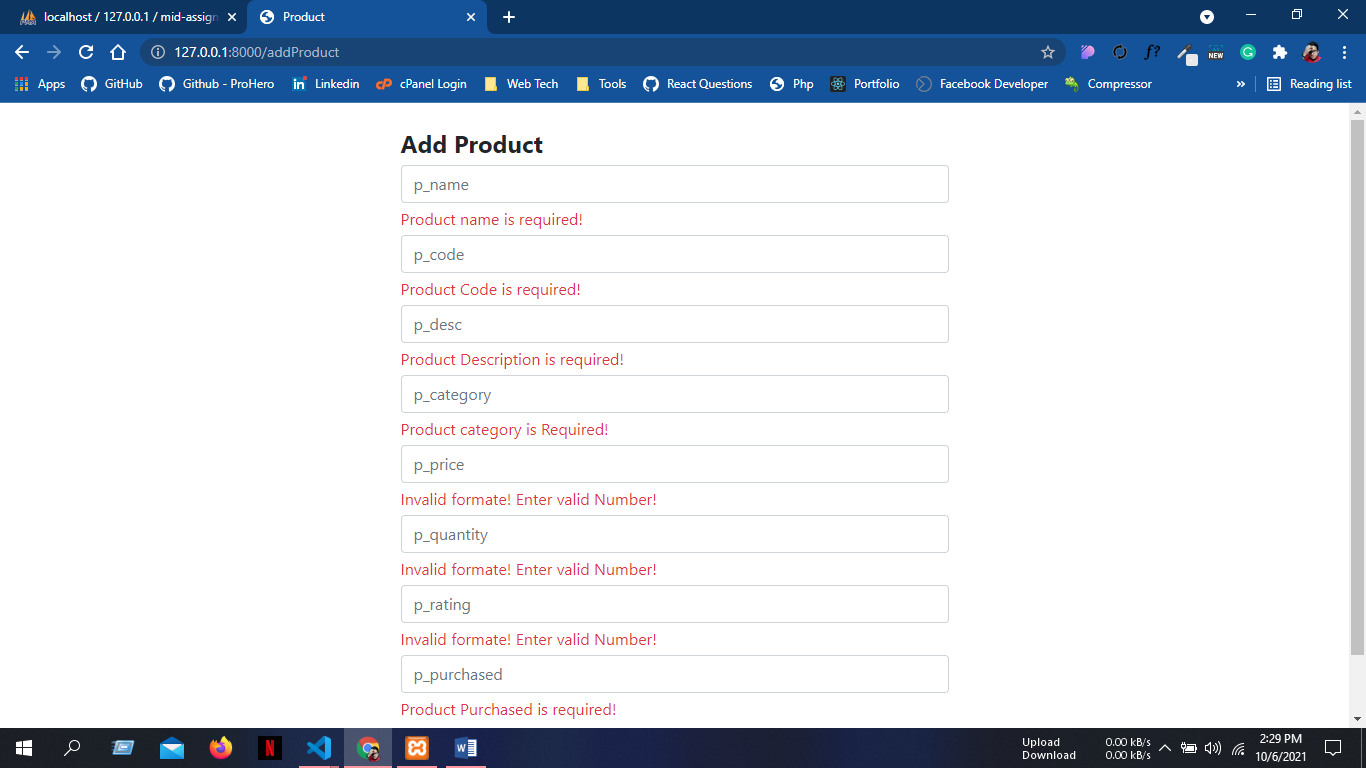 localhost / 127.0.0.1 / mid-assign
Product
127.0.0.1:8000/addProduct
f?
NEW
Apps
GitHub
Github - ProHero
Linkedin
cPanel Login
Web Tech
Tools
React Questions
Php
Portfolio
Facebook Developer
Compressor
»
Reading list
Add Product
p_name
Product name is required!
p_code
Product Code is required!
p_desc
Product Description is required!
p_category
Product category is Required!
p_price
Invalid formate! Enter valid Number!
p_quantity
Invalid formate! Enter valid Number!
p_rating
Invalid formate! Enter valid Number!
p_purchased
Product Purchased is required!
Upload 0.00 kB/s
Download 0.00 kB/s
2:29 PM
10/6/2021